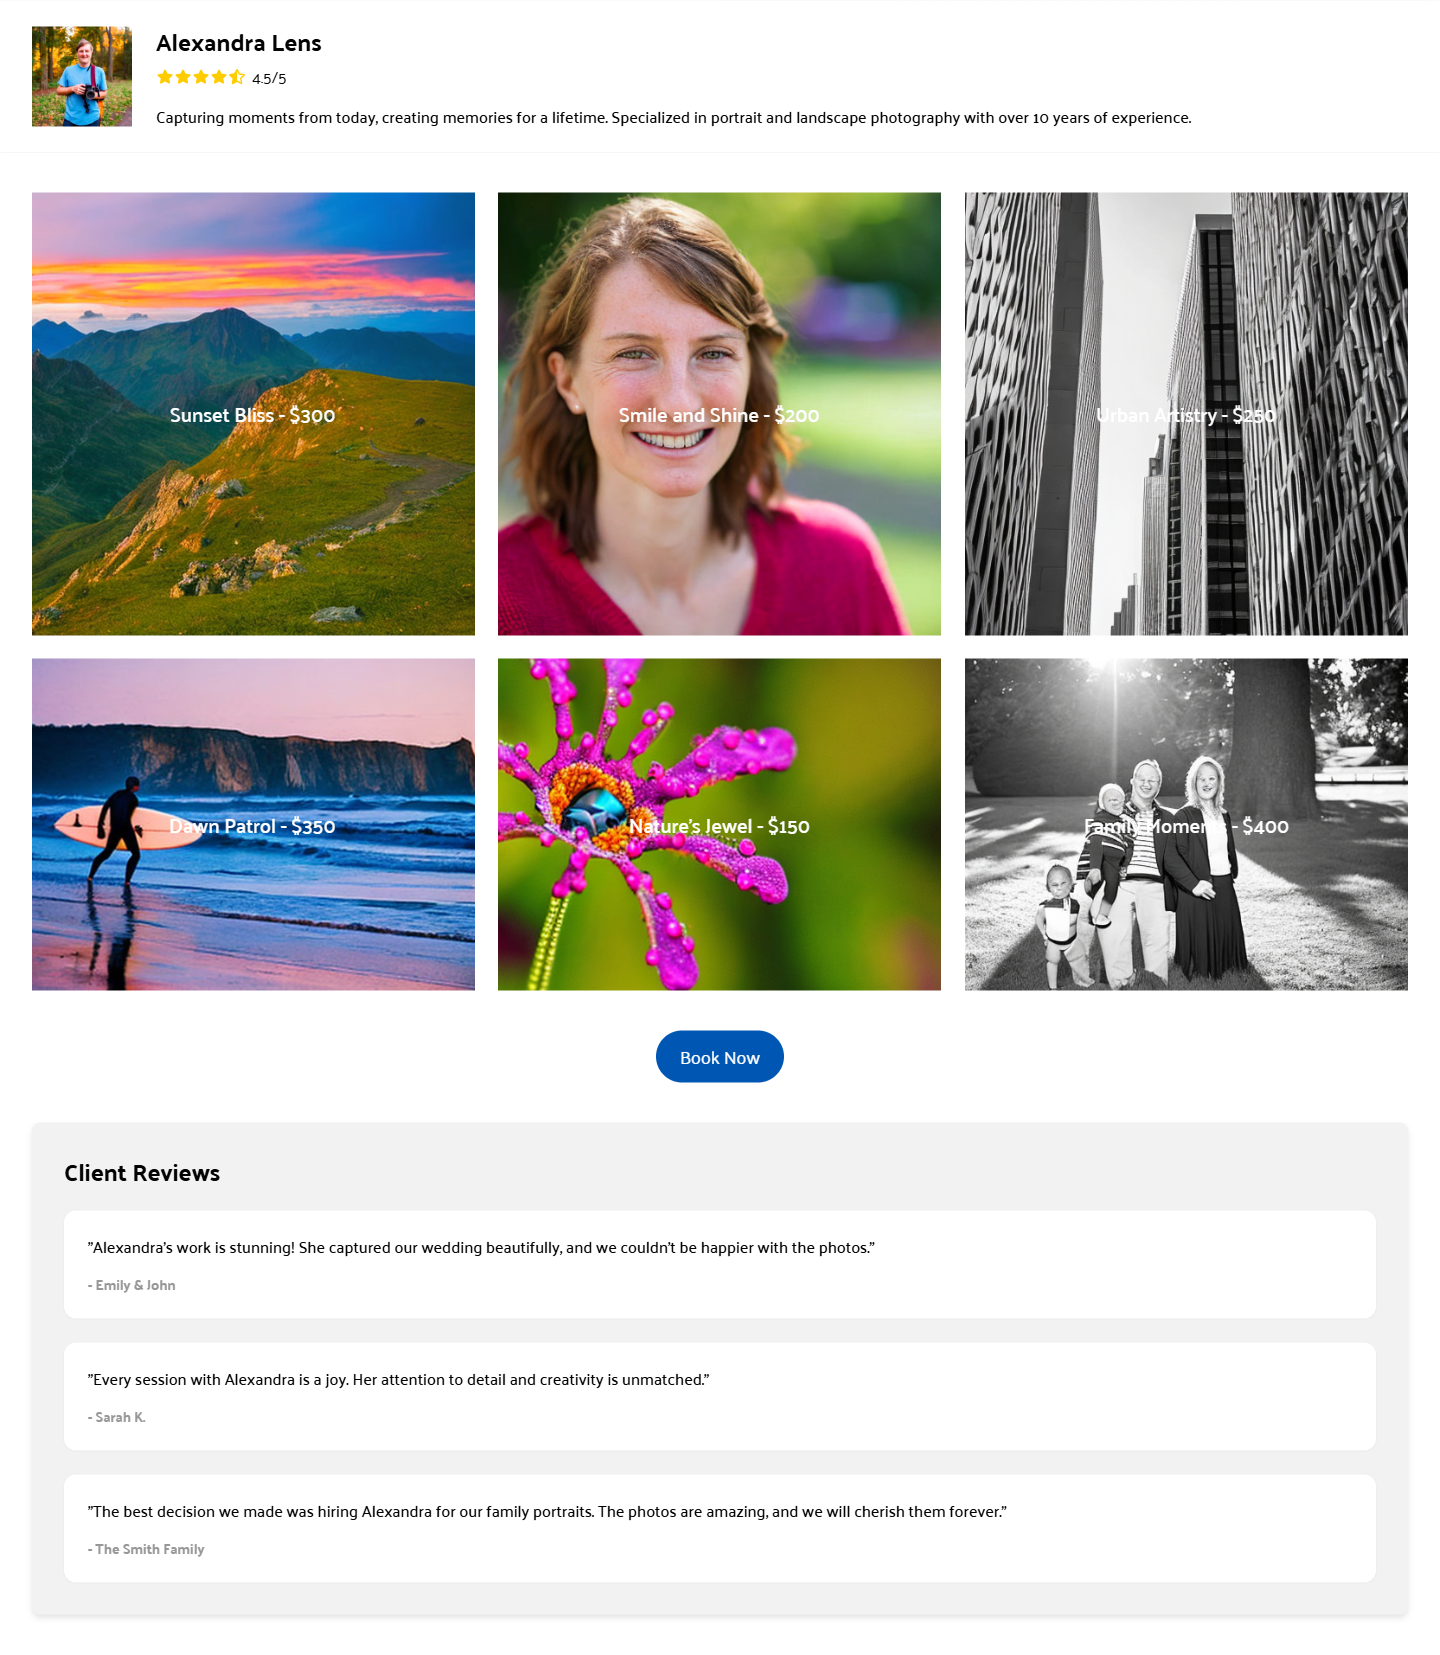 Alexandra Lens
4.5/5
Capturing moments from today, creating memories for a lifetime. Specialized in portrait and landscape photography with over 10 years of experience.
Sunset Bliss - $300
Smile and Shine - $200
Urban Artistry - $250
Dawn Patrol - $350
Nature's Jewel - $150
Family Moments - $400
Book Now
Client Reviews
"Alexandra's work is stunning! She captured our wedding beautifully, and we couldn't be happier with the photos."
- Emily & John
"Every session with Alexandra is a joy. Her attention to detail and creativity is unmatched."
- Sarah K.
"The best decision we made was hiring Alexandra for our family portraits. The photos are amazing, and we will cherish them forever."
- The Smith Family